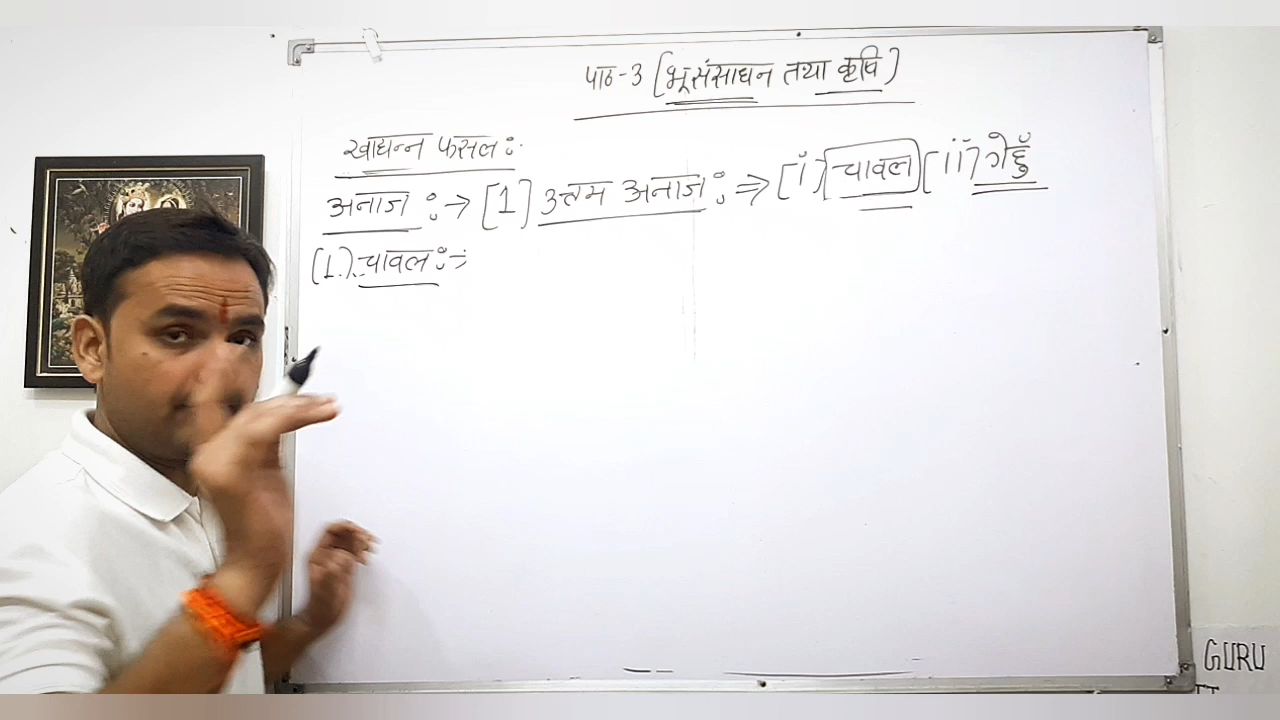 पाठ-3 [भूसंसाधन तथा कृषि]
खाद्यन्न फसल:
अनाज :→ [1] उत्तम अनाज :⇒ [i] चावल [ii] गेहूँ
(1.) चावल :→
GURU